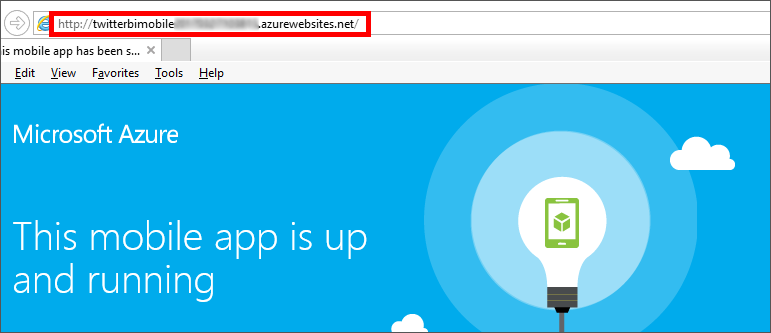 http://twitterbimobile .azurewebsites.net/
is mobile app has been s...
Edit View Favorites Tools Help
Microsoft Azure
This mobile app is up
and running